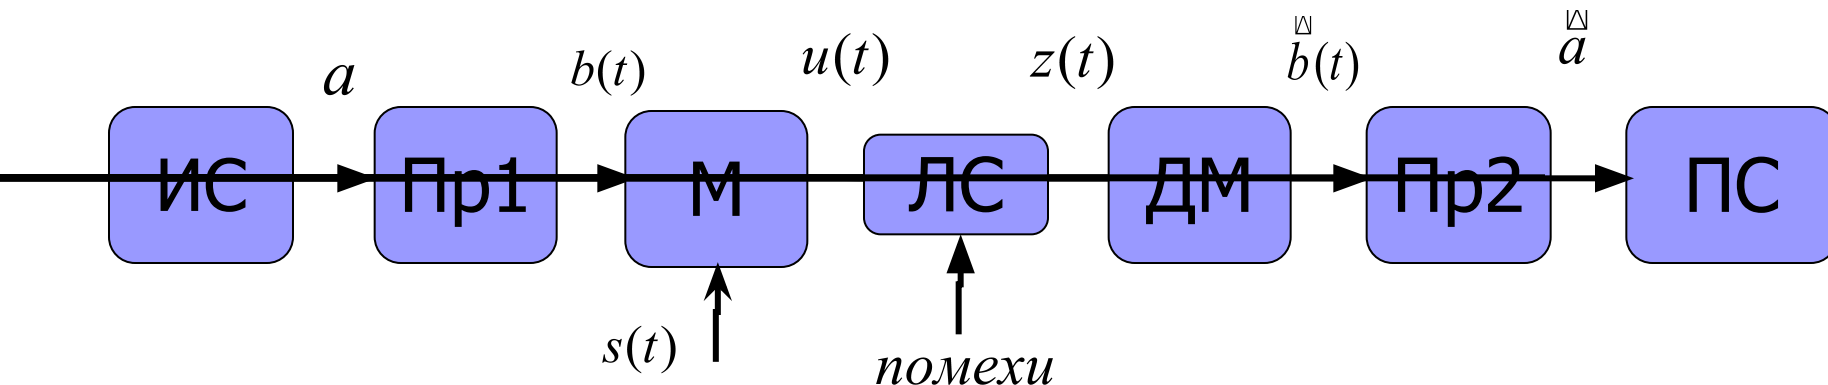 a b(t) u(t) z(t) b̂(t) â
ИС Пр1 М ЛС ДМ Пр2 ПС
s(t)
помехи